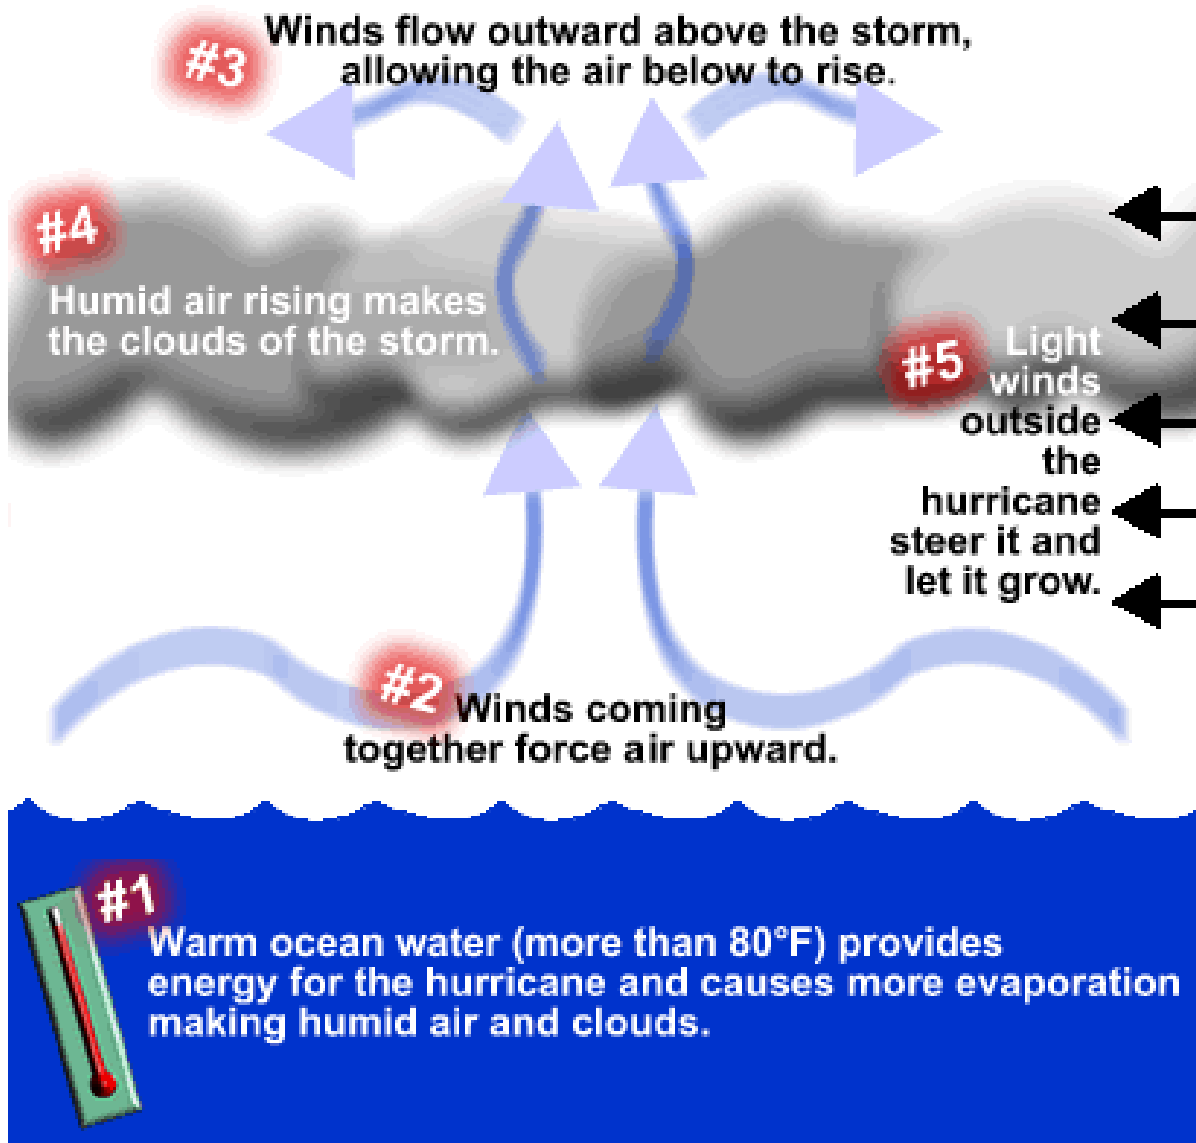 #3
Winds flow outward above the storm,
allowing the air below to rise.
#4
Humid air rising makes
the clouds of the storm.
#5
Light
winds
outside
the
hurricane
steer it and
let it grow.
#2
Winds coming
together force air upward.
#1
Warm ocean water (more than 80°F) provides
energy for the hurricane and causes more evaporation
making humid air and clouds.